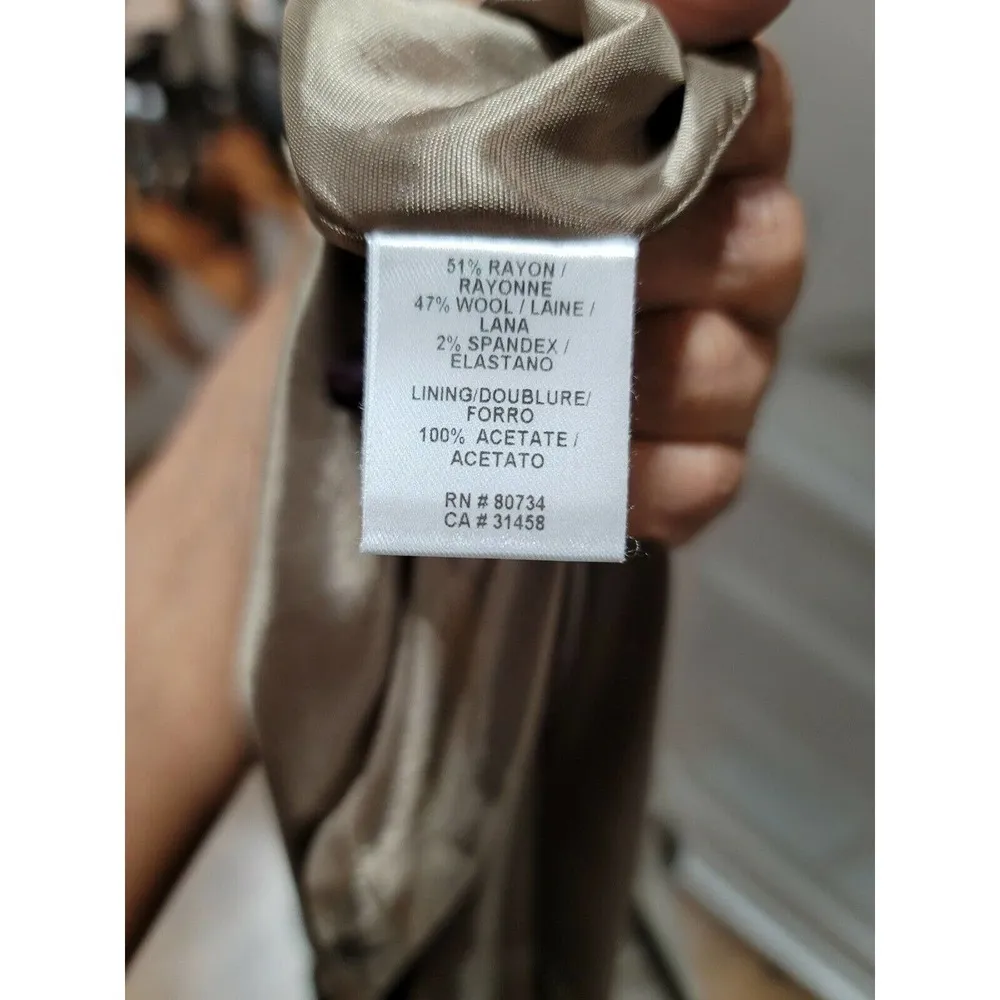 51% RAYON /
RAYONNE
47% WOOL / LAINE /
LANA
2% SPANDEX /
ELASTANO
LINING/DOUBLURE/
FORRO
100% ACETATE /
ACETATO
RN # 80734
CA # 31458